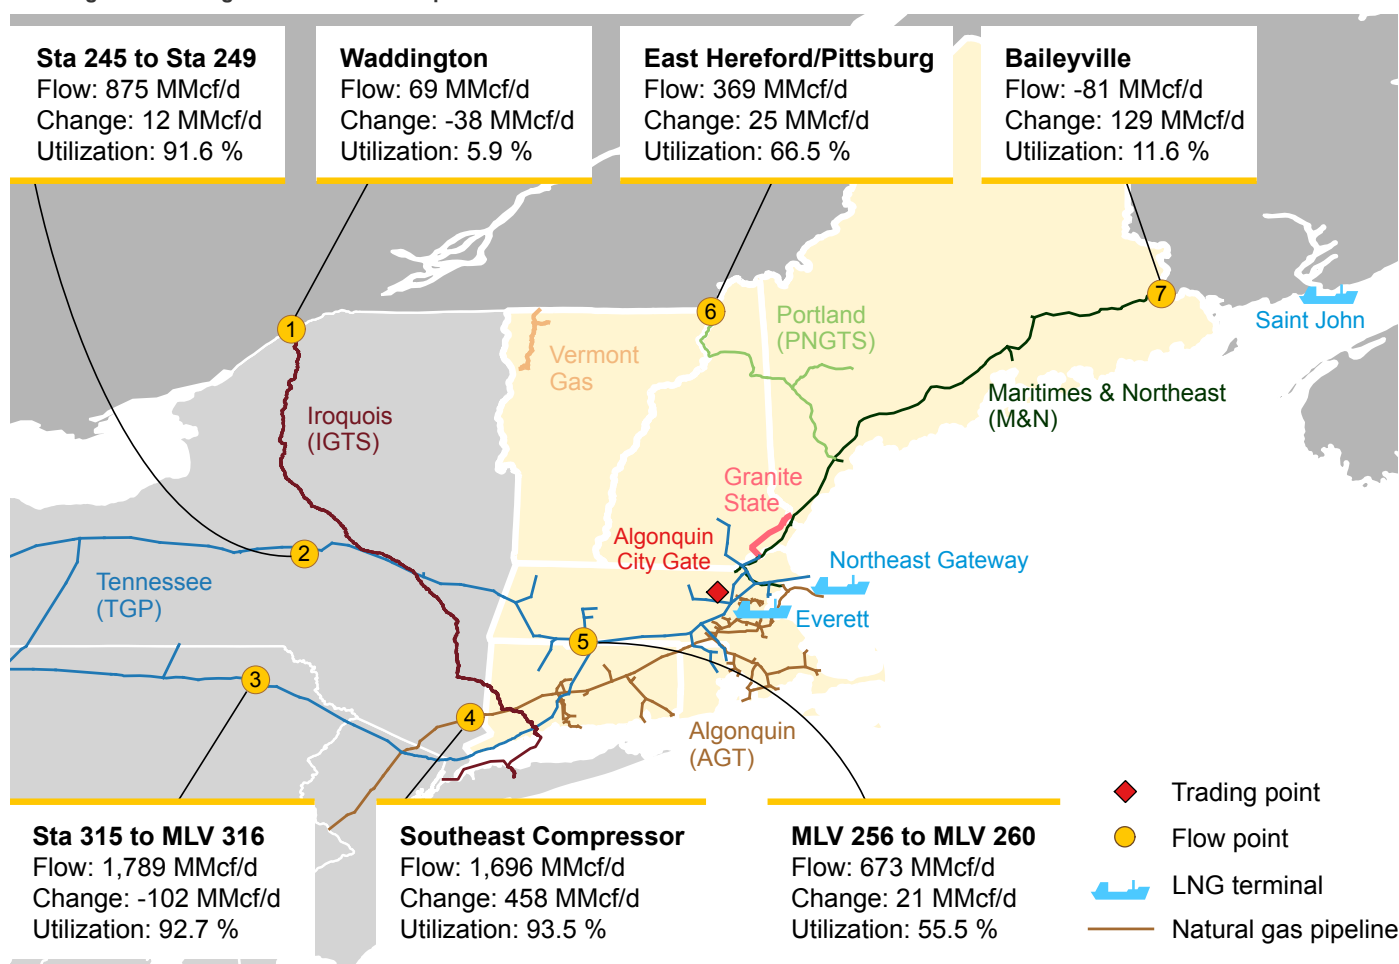 Sta 245 to Sta 249
Flow: 875 MMcf/d
Change: 12 MMcf/d
Utilization: 91.6 %
Waddington
Flow: 69 MMcf/d
Change: -38 MMcf/d
Utilization: 5.9 %
East Hereford/Pittsburg
Flow: 369 MMcf/d
Change: 25 MMcf/d
Utilization: 66.5 %
Baileyville
Flow: -81 MMcf/d
Change: 129 MMcf/d
Utilization: 11.6 %
1
6
7
Saint John
Portland
(PNGTS)
Vermont
Gas
Maritimes & Northeast
(M&N)
Iroquois
(IGTS)
Granite
State
Algonquin
City Gate
2
Northeast Gateway
Tennessee
(TGP)
Everett
5
3
4
Algonquin
(AGT)
Sta 315 to MLV 316
Flow: 1,789 MMcf/d
Change: -102 MMcf/d
Utilization: 92.7 %
Southeast Compressor
Flow: 1,696 MMcf/d
Change: 458 MMcf/d
Utilization: 93.5 %
MLV 256 to MLV 260
Flow: 673 MMcf/d
Change: 21 MMcf/d
Utilization: 55.5 %
Trading point
Flow point
LNG terminal
Natural gas pipeline